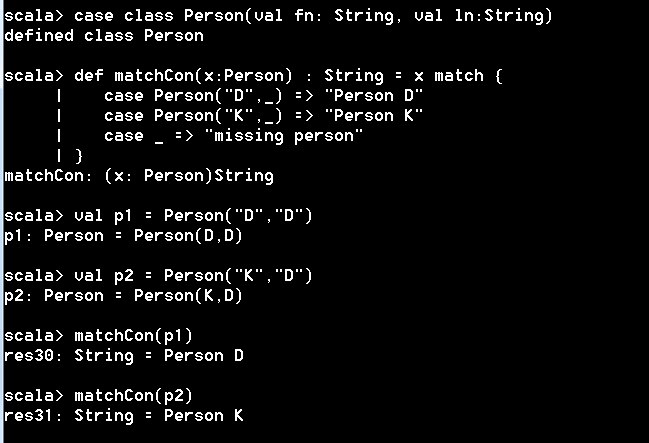 scala> case class Person(val fn: String, val ln:String)
defined class Person
scala> def matchCon(x:Person) : String = x match {
| case Person("D",_) => "Person D"
| case Person("K",_) => "Person K"
| case _ => "missing person"
| }
matchCon: (x: Person)String
scala> val p1 = Person("D","D")
p1: Person = Person(D,D)
scala> val p2 = Person("K","D")
p2: Person = Person(K,D)
scala> matchCon(p1)
res30: String = Person D
scala> matchCon(p2)
res31: String = Person K